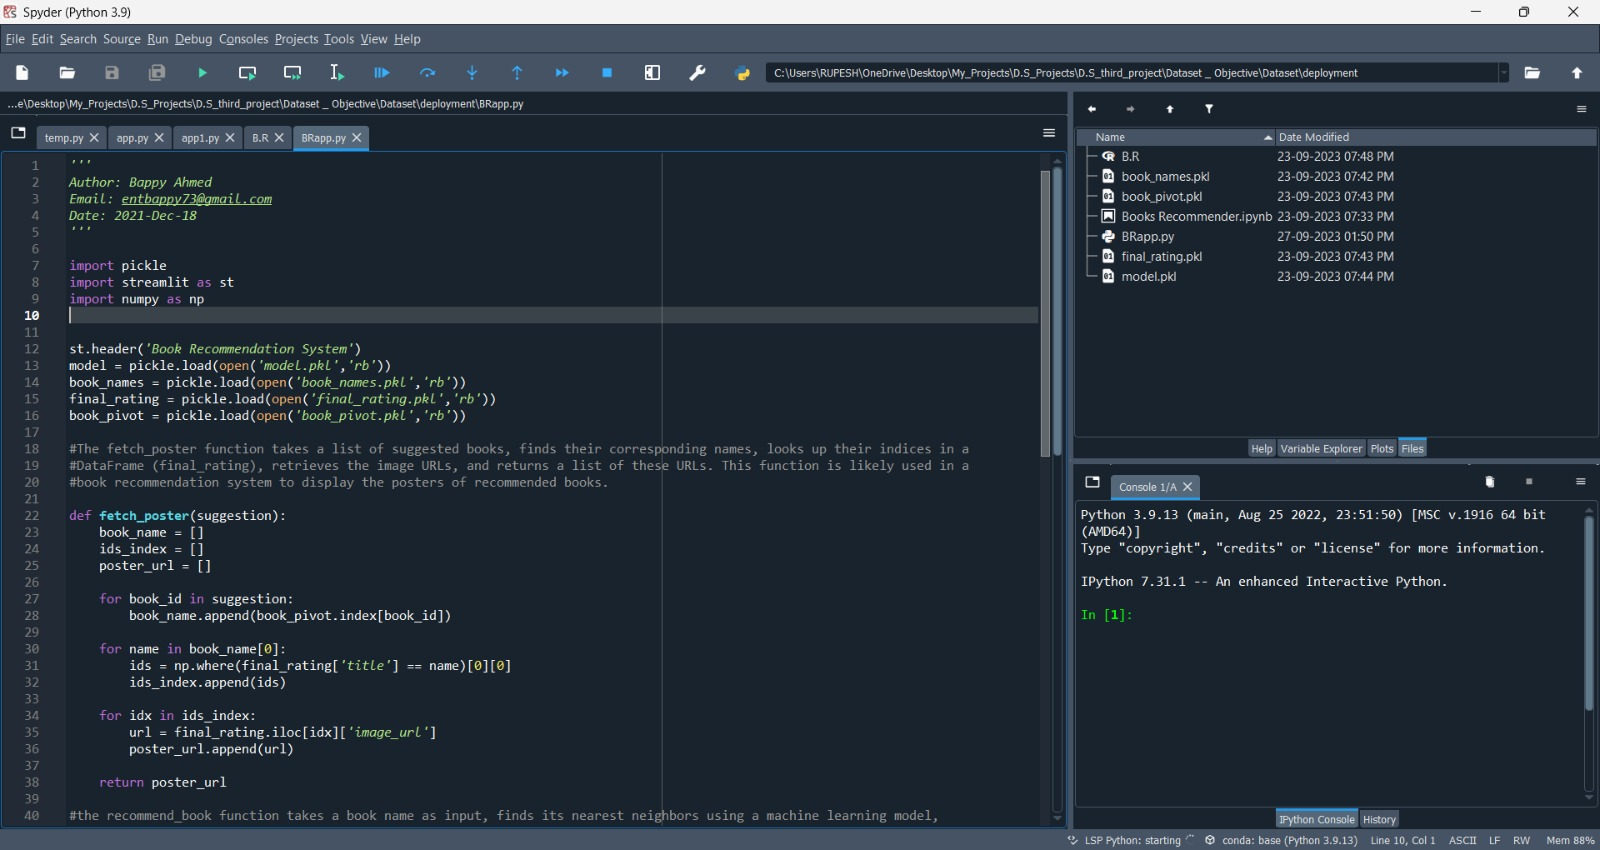 Spyder (Python 3.9)
File Edit Search Source Run Debug Consoles Projects Tools View Help
C:\Users\RUPESH\OneDrive\Desktop\My_Projects\D.S_Projects\D.S_third_project\Dataset _ Objective\Dataset\deployment
...e\Desktop\My_Projects\D.S_Projects\D.S_third_project\Dataset _ Objective\Dataset\deployment\BRapp.py
temp.py app.py app1.py B.R BRapp.py
1 '''
2 Author: Bappy Ahmed
3 Email: entbappy73@gmail.com
4 Date: 2021-Dec-18
5 '''
6
7 import pickle
8 import streamlit as st
9 import numpy as np
10
11
12 st.header('Book Recommendation System')
13 model = pickle.load(open('model.pkl','rb'))
14 book_names = pickle.load(open('book_names.pkl','rb'))
15 final_rating = pickle.load(open('final_rating.pkl','rb'))
16 book_pivot = pickle.load(open('book_pivot.pkl','rb'))
17
18 #The fetch_poster function takes a list of suggested books, finds their corresponding names, looks up their indices in a
19 #DataFrame (final_rating), retrieves the image URLs, and returns a list of these URLs. This function is likely used in a
20 #book recommendation system to display the posters of recommended books.
21
22 def fetch_poster(suggestion):
23 book_name = []
24 ids_index = []
25 poster_url = []
26
27 for book_id in suggestion:
28 book_name.append(book_pivot.index[book_id])
29
30 for name in book_name[0]:
31 ids = np.where(final_rating['title'] == name)[0][0]
32 ids_index.append(ids)
33
34 for idx in ids_index:
35 url = final_rating.iloc[idx]['image_url']
36 poster_url.append(url)
37
38 return poster_url
39
40 #the recommend_book function takes a book name as input, finds its nearest neighbors using a machine learning model,
Name Date Modified
B.R 23-09-2023 07:48 PM
book_names.pkl 23-09-2023 07:42 PM
book_pivot.pkl 23-09-2023 07:43 PM
Books Recommender.ipynb 23-09-2023 07:33 PM
BRapp.py 27-09-2023 01:50 PM
final_rating.pkl 23-09-2023 07:43 PM
model.pkl 23-09-2023 07:44 PM
Help Variable Explorer Plots Files
Console 1/A
Python 3.9.13 (main, Aug 25 2022, 23:51:50) [MSC v.1916 64 bit
(AMD64)]
Type "copyright", "credits" or "license" for more information.
IPython 7.31.1 -- An enhanced Interactive Python.
In [1]:
IPython Console History
LSP Python: starting conda: base (Python 3.9.13) Line 10, Col 1 ASCII LF RW Mem 88%